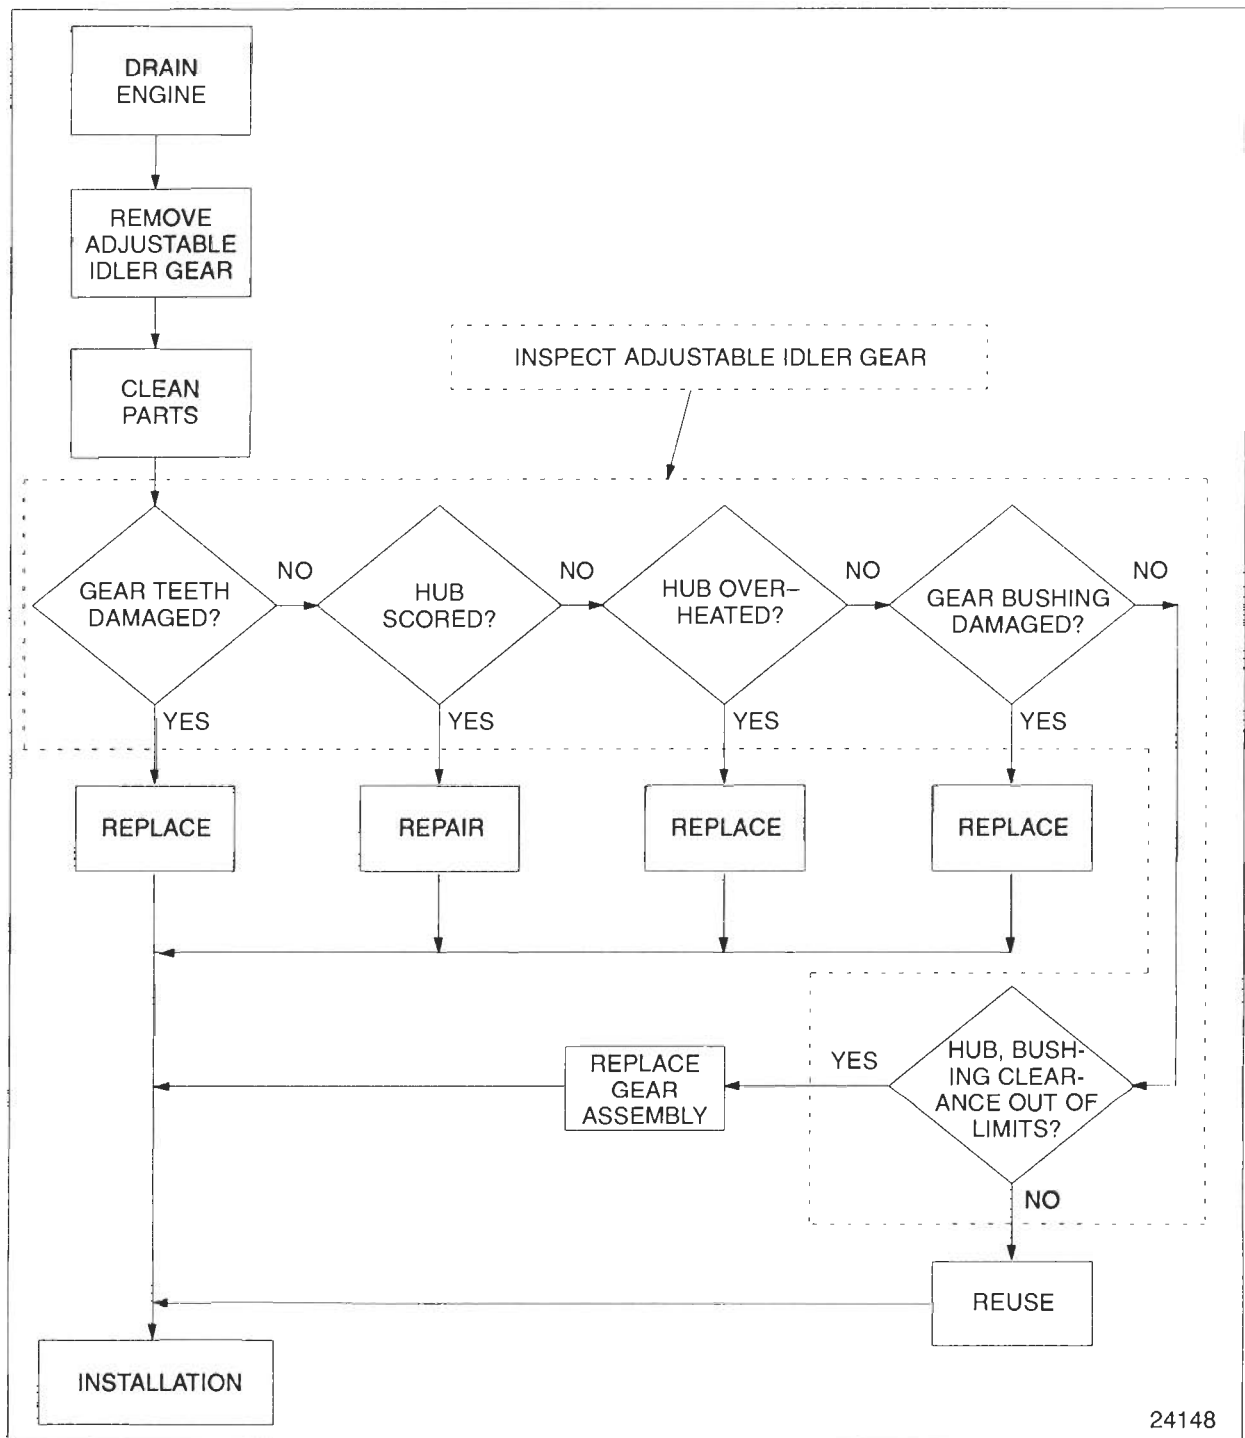 DRAIN
ENGINE
REMOVE
ADJUSTABLE
IDLER GEAR
CLEAN
PARTS
INSPECT ADJUSTABLE IDLER GEAR
GEAR TEETH
DAMAGED?
NO
HUB
SCORED?
NO
HUB OVER-
HEATED?
NO
GEAR BUSHING
DAMAGED?
NO
YES
YES
YES
YES
REPLACE
REPAIR
REPLACE
REPLACE
HUB, BUSH-
ING CLEAR-
ANCE OUT OF
LIMITS?
YES
REPLACE
GEAR
ASSEMBLY
NO
REUSE
INSTALLATION
24148